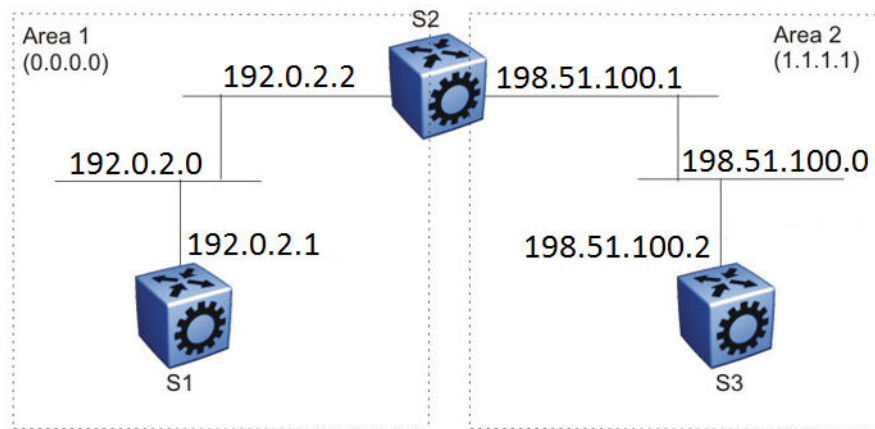 S2
Area 1
(0.0.0.0)
Area 2
(1.1.1.1)
192.0.2.2
198.51.100.1
192.0.2.0
198.51.100.0
192.0.2.1
198.51.100.2
S1
S3